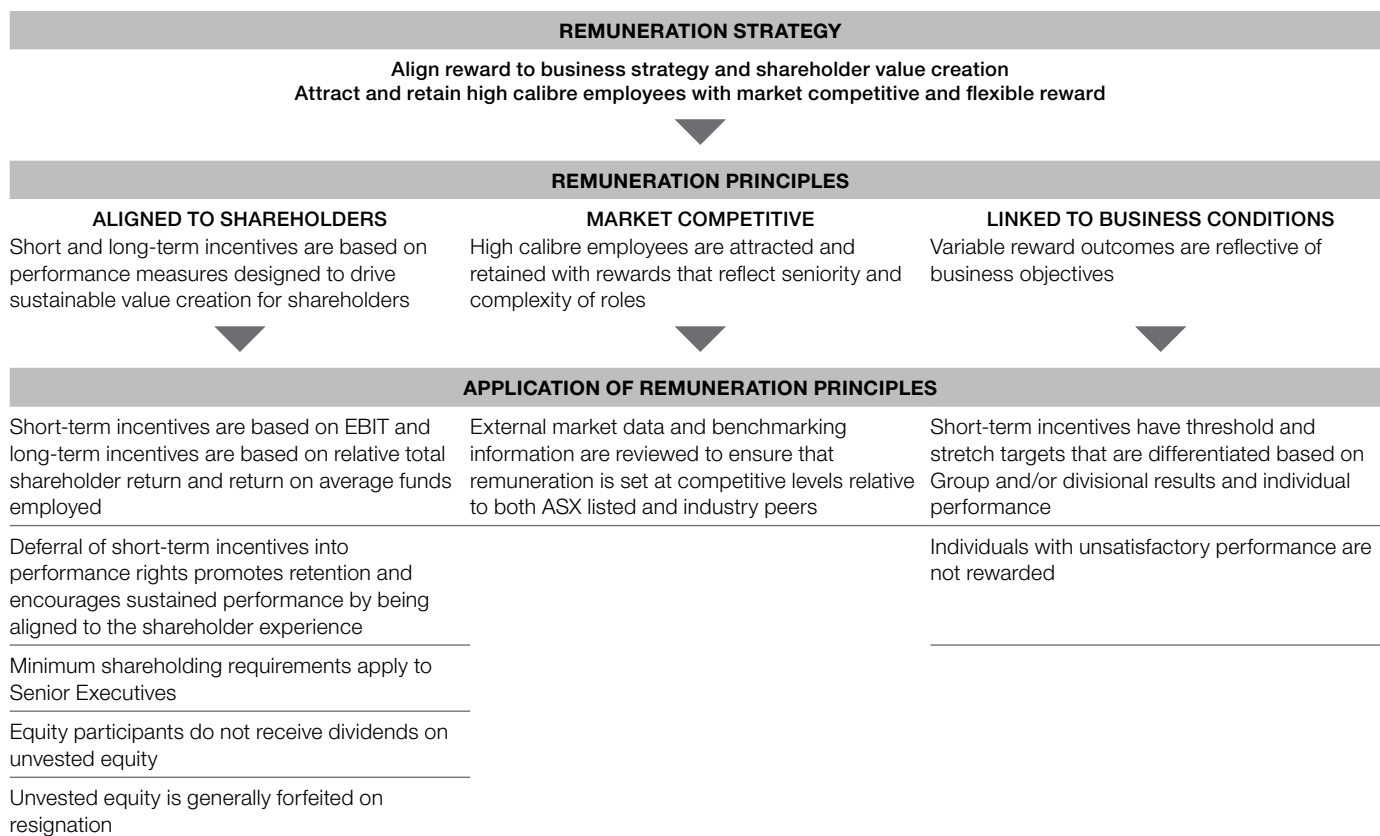 REMUNERATION STRATEGY
Align reward to business strategy and shareholder value creation
Attract and retain high calibre employees with market competitive and flexible reward
REMUNERATION PRINCIPLES
ALIGNED TO SHAREHOLDERS
Short and long-term incentives are based on
performance measures designed to drive
sustainable value creation for shareholders
MARKET COMPETITIVE
High calibre employees are attracted and
retained with rewards that reflect seniority and
complexity of roles
LINKED TO BUSINESS CONDITIONS
Variable reward outcomes are reflective of
business objectives
APPLICATION OF REMUNERATION PRINCIPLES
Short-term incentives are based on EBIT and
long-term incentives are based on relative total
shareholder return and return on average funds
employed
Deferral of short-term incentives into
performance rights promotes retention and
encourages sustained performance by being
aligned to the shareholder experience
Minimum shareholding requirements apply to
Senior Executives
Equity participants do not receive dividends on
unvested equity
Unvested equity is generally forfeited on
resignation
External market data and benchmarking
information are reviewed to ensure that
remuneration is set at competitive levels relative
to both ASX listed and industry peers
Short-term incentives have threshold and
stretch targets that are differentiated based on
Group and/or divisional results and individual
performance
Individuals with unsatisfactory performance are
not rewarded